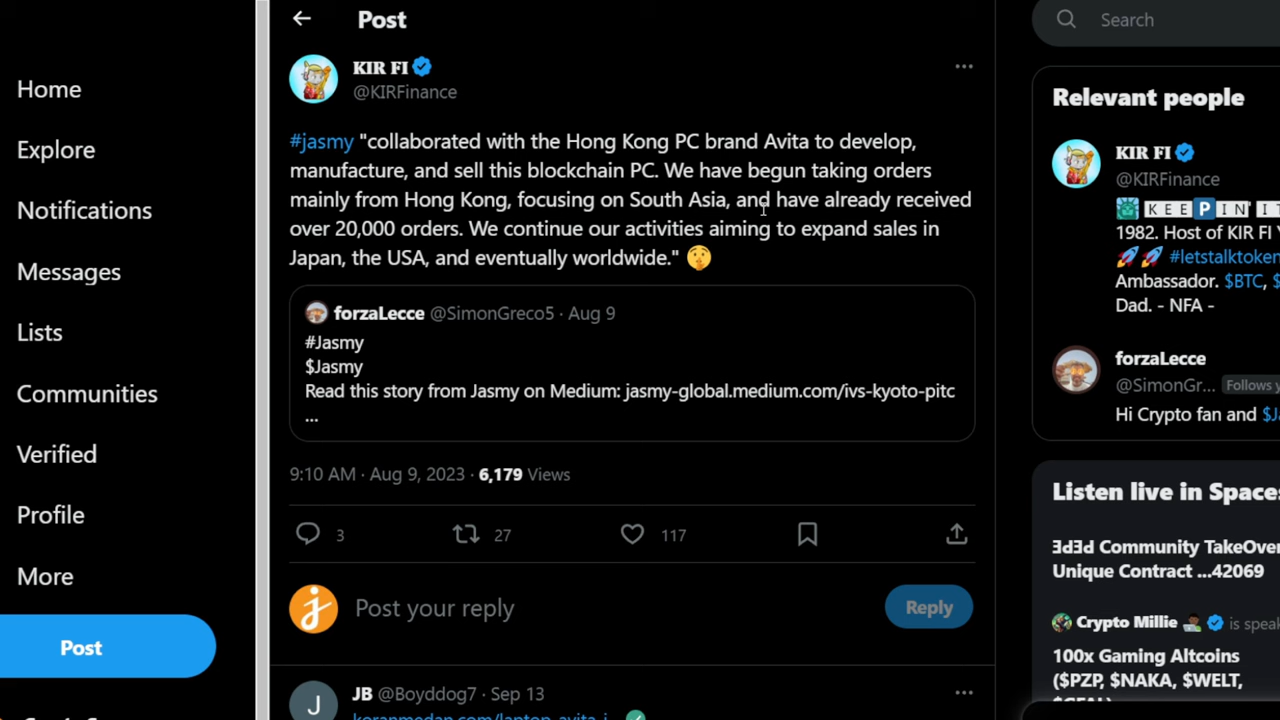 Home
Explore
Notifications
Messages
Lists
Communities
Verified
Profile
More
Post
Post
KIR FI
@KIRFinance
#jasmy "collaborated with the Hong Kong PC brand Avita to develop,
manufacture, and sell this blockchain PC. We have begun taking orders
mainly from Hong Kong, focusing on South Asia, and have already received
over 20,000 orders. We continue our activities aiming to expand sales in
Japan, the USA, and eventually worldwide." 🤫
forzaLecce @SimonGreco5 · Aug 9
#Jasmy
$Jasmy
Read this story from Jasmy on Medium: jasmy-global.medium.com/ivs-kyoto-pitc
...
9:10 AM · Aug 9, 2023 · 6,179 Views
3
27
117
Post your reply
Reply
JB @Boyddog7 · Sep 13
koranmedan.com/laptop-avita-j
Search
Relevant people
KIR FI
@KIRFinance
🗽 K E E 🅿 I N' I T
1982. Host of KIR FI Y
🚀🚀 #letstalktoken
Ambassador. $BTC, $
Dad. - NFA -
forzaLecce
@SimonGr... Follows y
Hi Crypto fan and $J
Listen live in Spaces
ƎdƎd Community TakeOver
Unique Contract ...42069
Crypto Millie is speak
100x Gaming Altcoins
($PZP, $NAKA, $WELT,